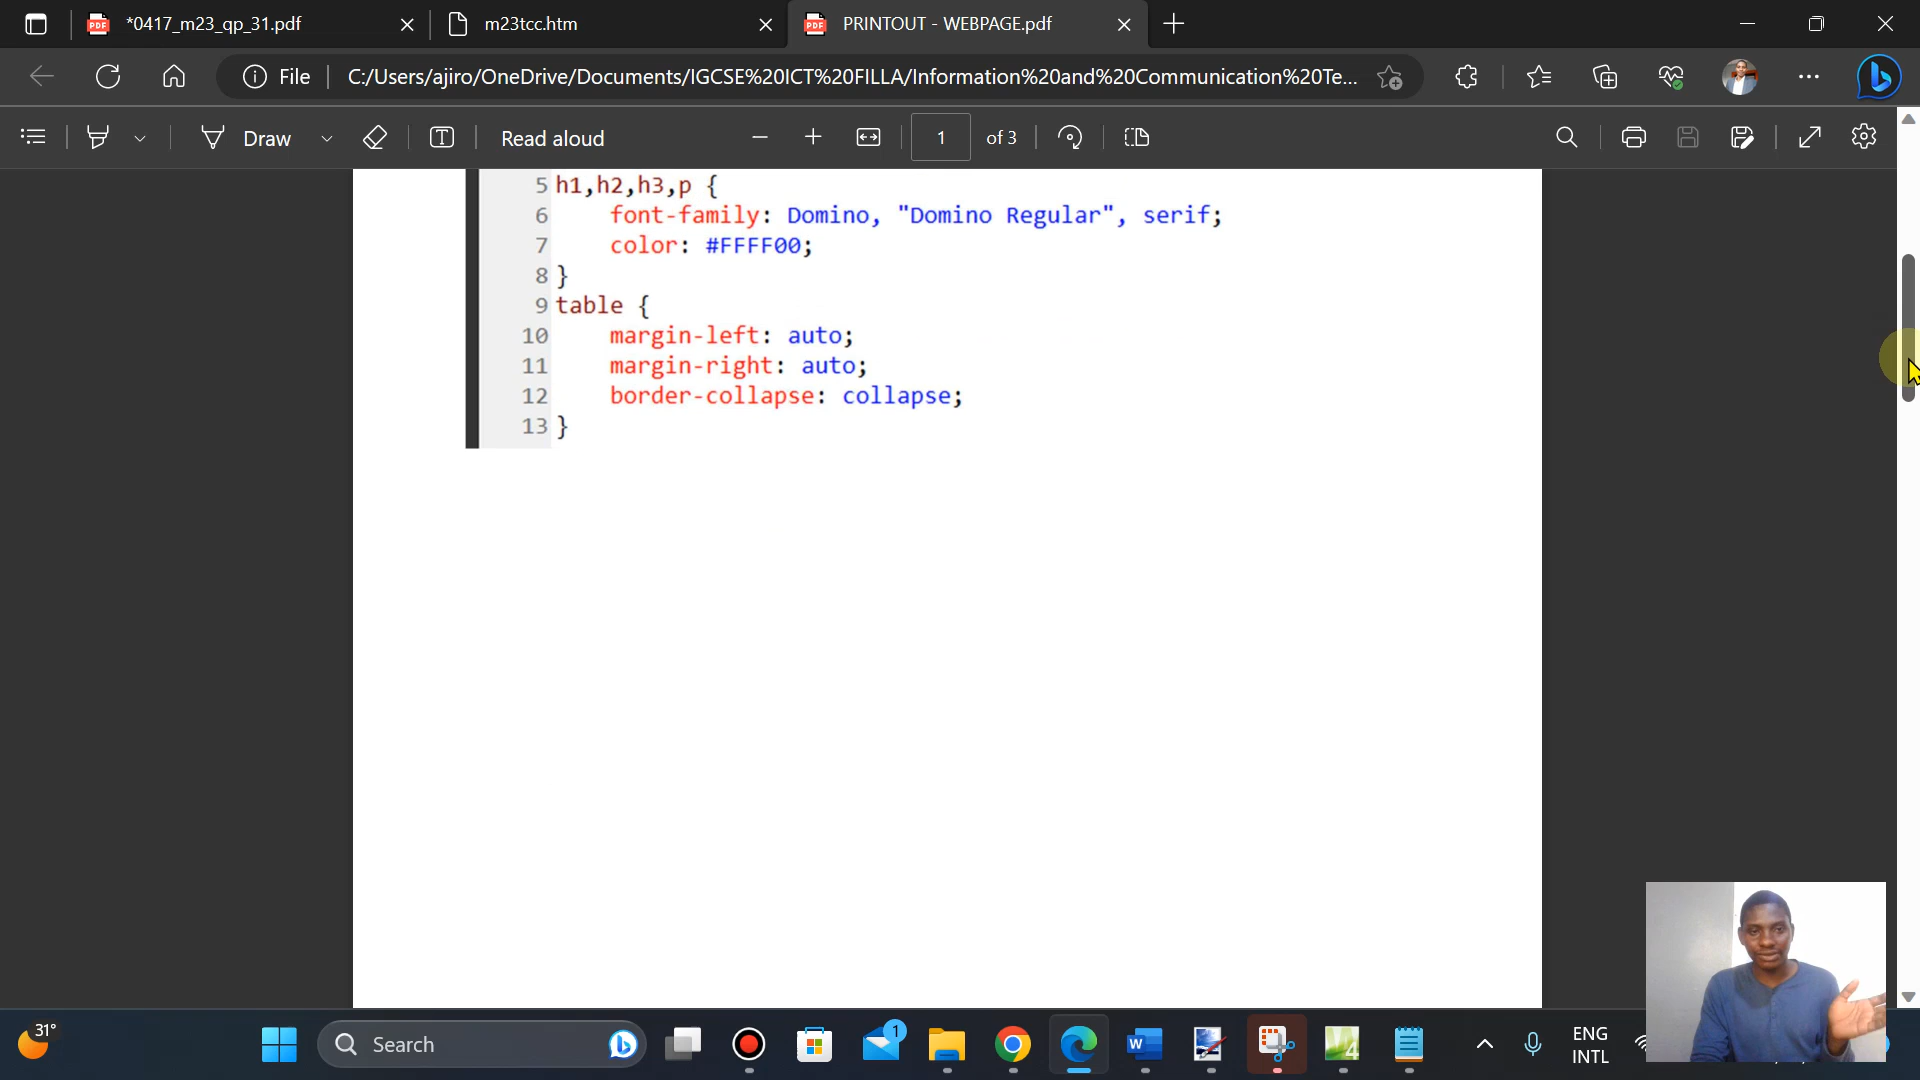 *0417_m23_qp_31.pdf
m23tcc.htm
PRINTOUT - WEBPAGE.pdf
File
C:/Users/ajiro/OneDrive/Documents/IGCSE%20ICT%20FILLA/Information%20and%20Communication%20Te...
Draw
Read aloud
1
of 3
5 h1,h2,h3,p {
6 font-family: Domino, "Domino Regular", serif;
7 color: #FFFF00;
8 }
9 table {
10 margin-left: auto;
11 margin-right: auto;
12 border-collapse: collapse;
13 }
31°
Search
1
4
ENG
INTL